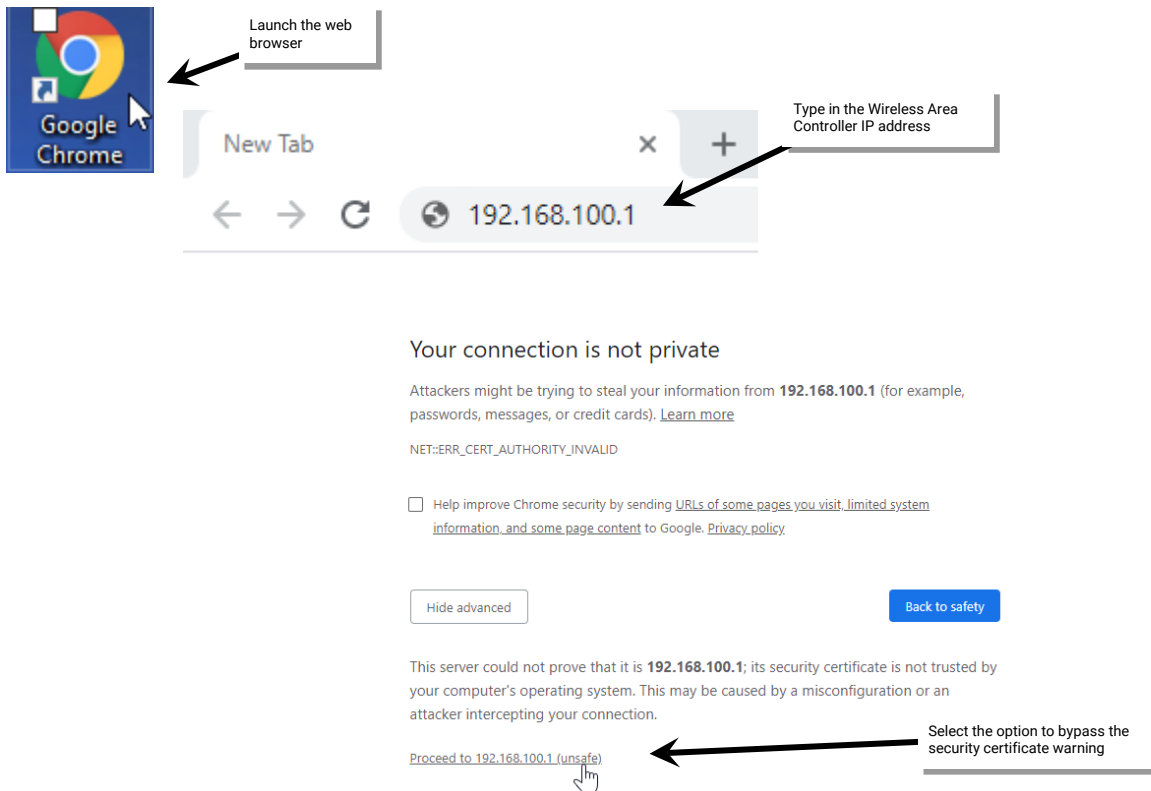 Launch the web
browser
Google
Chrome
Type in the Wireless Area
Controller IP address
New Tab
192.168.100.1
Your connection is not private
Attackers might be trying to steal your information from 192.168.100.1 (for example,
passwords, messages, or credit cards). Learn more
NET::ERR_CERT_AUTHORITY_INVALID
Help improve Chrome security by sending URLs of some pages you visit, limited system
information, and some page content to Google. Privacy policy
Hide advanced
Back to safety
This server could not prove that it is 192.168.100.1; its security certificate is not trusted by
your computer's operating system. This may be caused by a misconfiguration or an
attacker intercepting your connection.
Select the option to bypass the
security certificate warning
Proceed to 192.168.100.1 (unsafe)